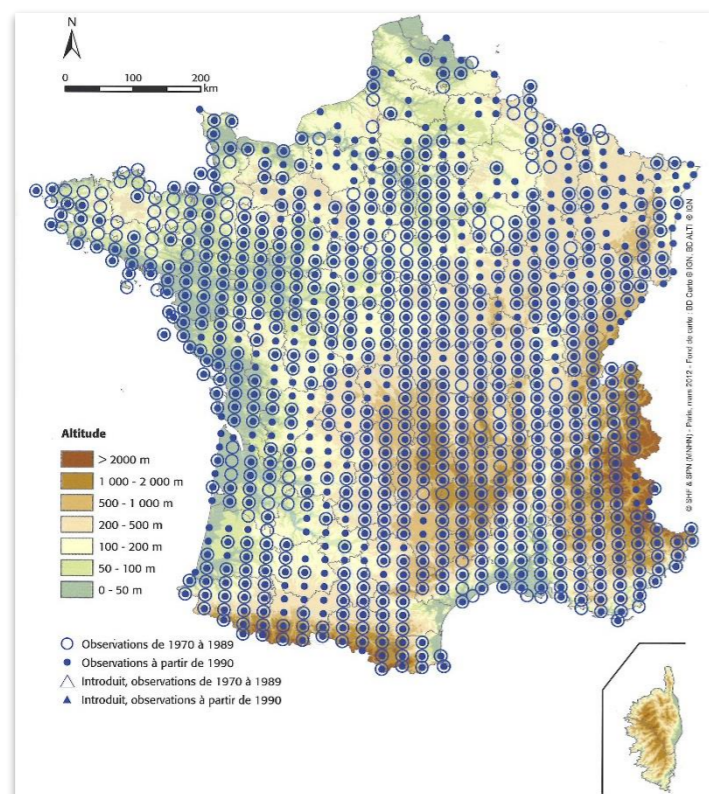 N
0 100 200
km
Altitude
> 2000 m
1 000 - 2 000 m
500 - 1 000 m
200 - 500 m
100 - 200 m
50 - 100 m
0 - 50 m
Observations de 1970 à 1989
Observations à partir de 1990
Introduit, observations de 1970 à 1989
Introduit, observations à partir de 1990
© SHF & SPN (MNHN) - Paris, mars 2012 - Fond de carte : BD Carto ® IGN, BD ALTI ® IGN